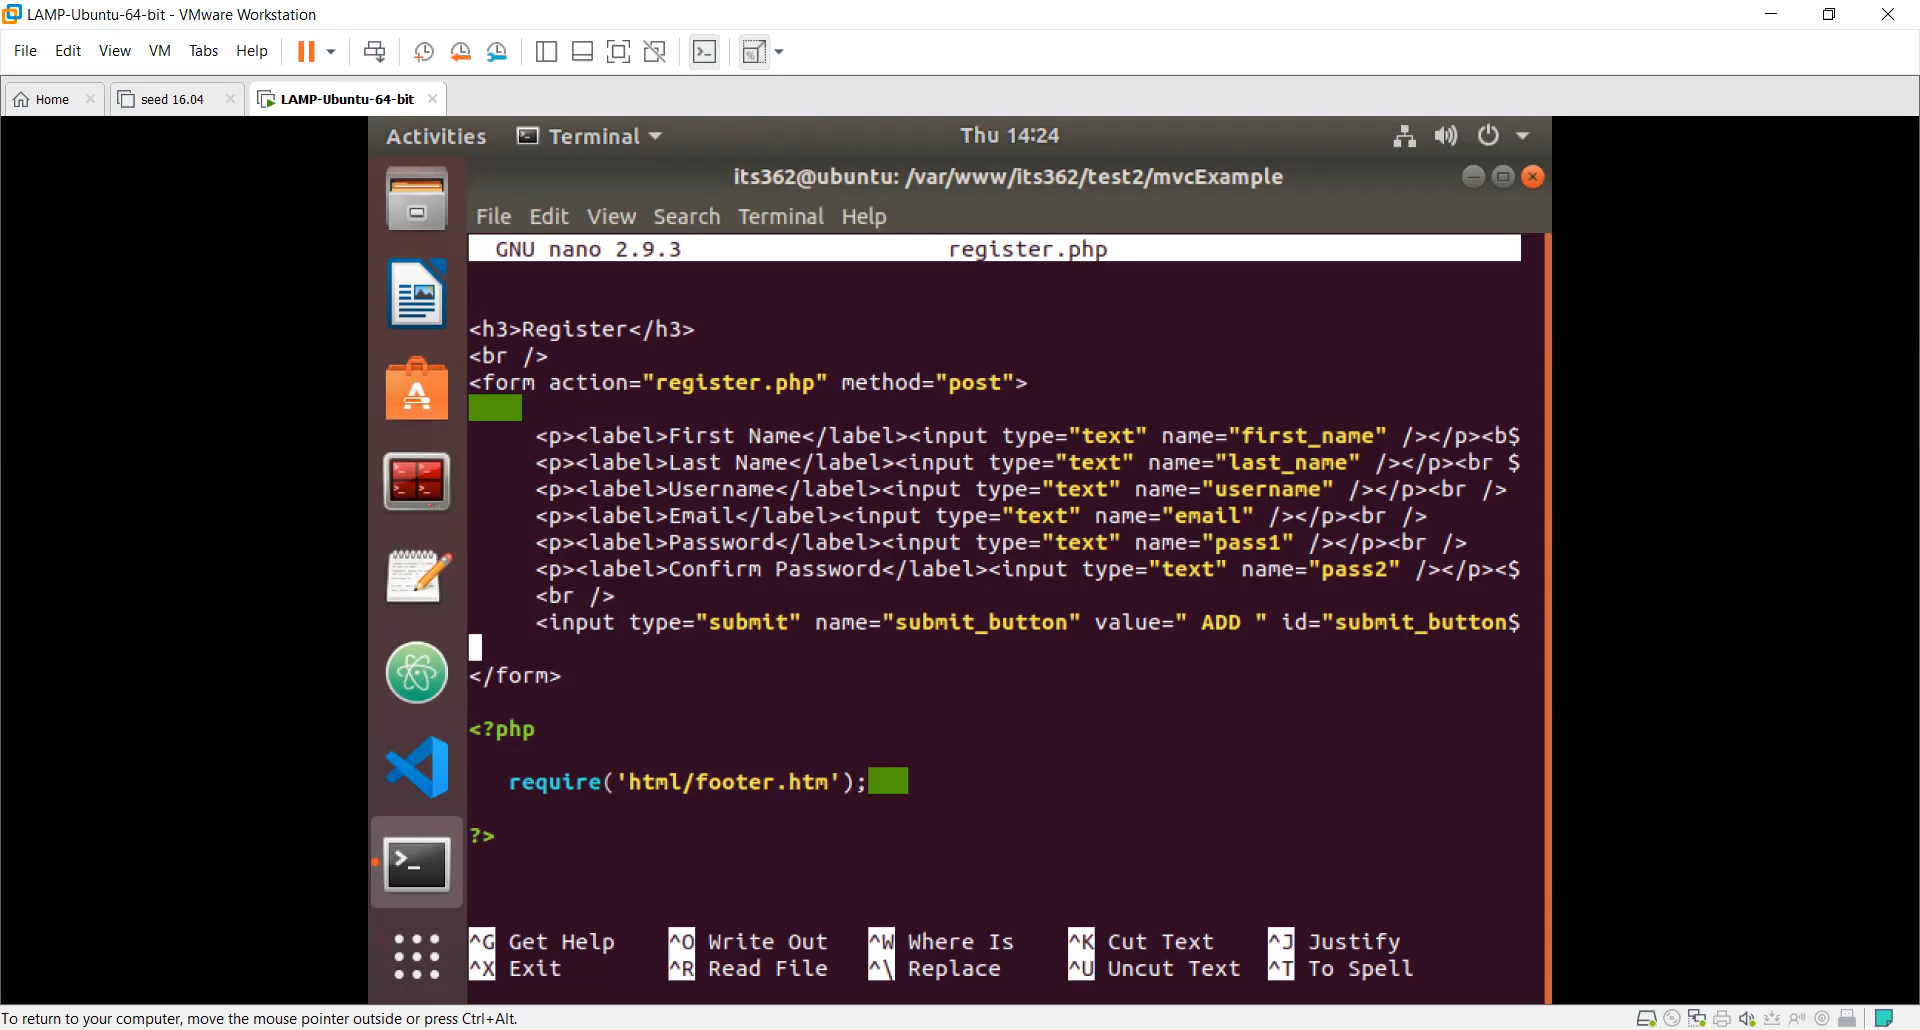 LAMP-Ubuntu-64-bit - VMware Workstation
File Edit View VM Tabs Help
Home seed 16.04 LAMP-Ubuntu-64-bit
Activities Terminal Thu 14:24
its362@ubuntu: /var/www/its362/test2/mvcExample
File Edit View Search Terminal Help
GNU nano 2.9.3 register.php
<h3>Register</h3>
<br />
<form action="register.php" method="post">
<p><label>First Name</label><input type="text" name="first_name" /></p><b$
<p><label>Last Name</label><input type="text" name="last_name" /></p><br $
<p><label>Username</label><input type="text" name="username" /></p><br />
<p><label>Email</label><input type="text" name="email" /></p><br />
<p><label>Password</label><input type="text" name="pass1" /></p><br />
<p><label>Confirm Password</label><input type="text" name="pass2" /></p><$
<br />
<input type="submit" name="submit_button" value=" ADD " id="submit_button$
</form>
<?php
require('html/footer.htm');
?>
^G Get Help ^O Write Out ^W Where Is ^K Cut Text ^J Justify
^X Exit ^R Read File ^\ Replace ^U Uncut Text ^T To Spell
To return to your computer, move the mouse pointer outside or press Ctrl+Alt.